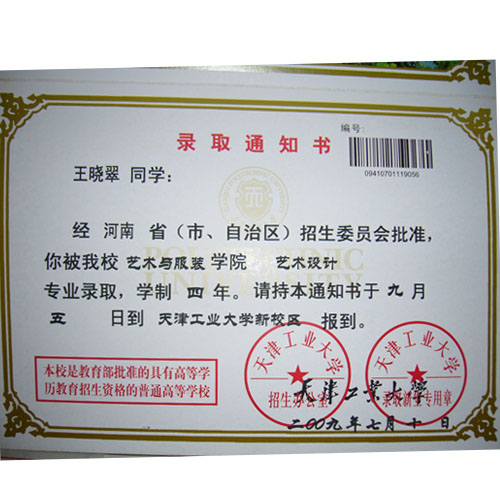 录取通知书
编号:
09410701119056
王晓翠 同学:
经 河南 省(市、自治区)招生委员会批准,
你被我校 艺术与服装 学院 艺术设计
专业录取,学制 四 年。请持本通知书于 九 月
五 日到 天津工业大学新校区 报到。
本校是教育部批准的具有高等学
历教育招生资格的普通高等学校
天津工业大学
招生办公室
天津工业大学
录取新生专用章
天津工业大学
二00九年七月十日